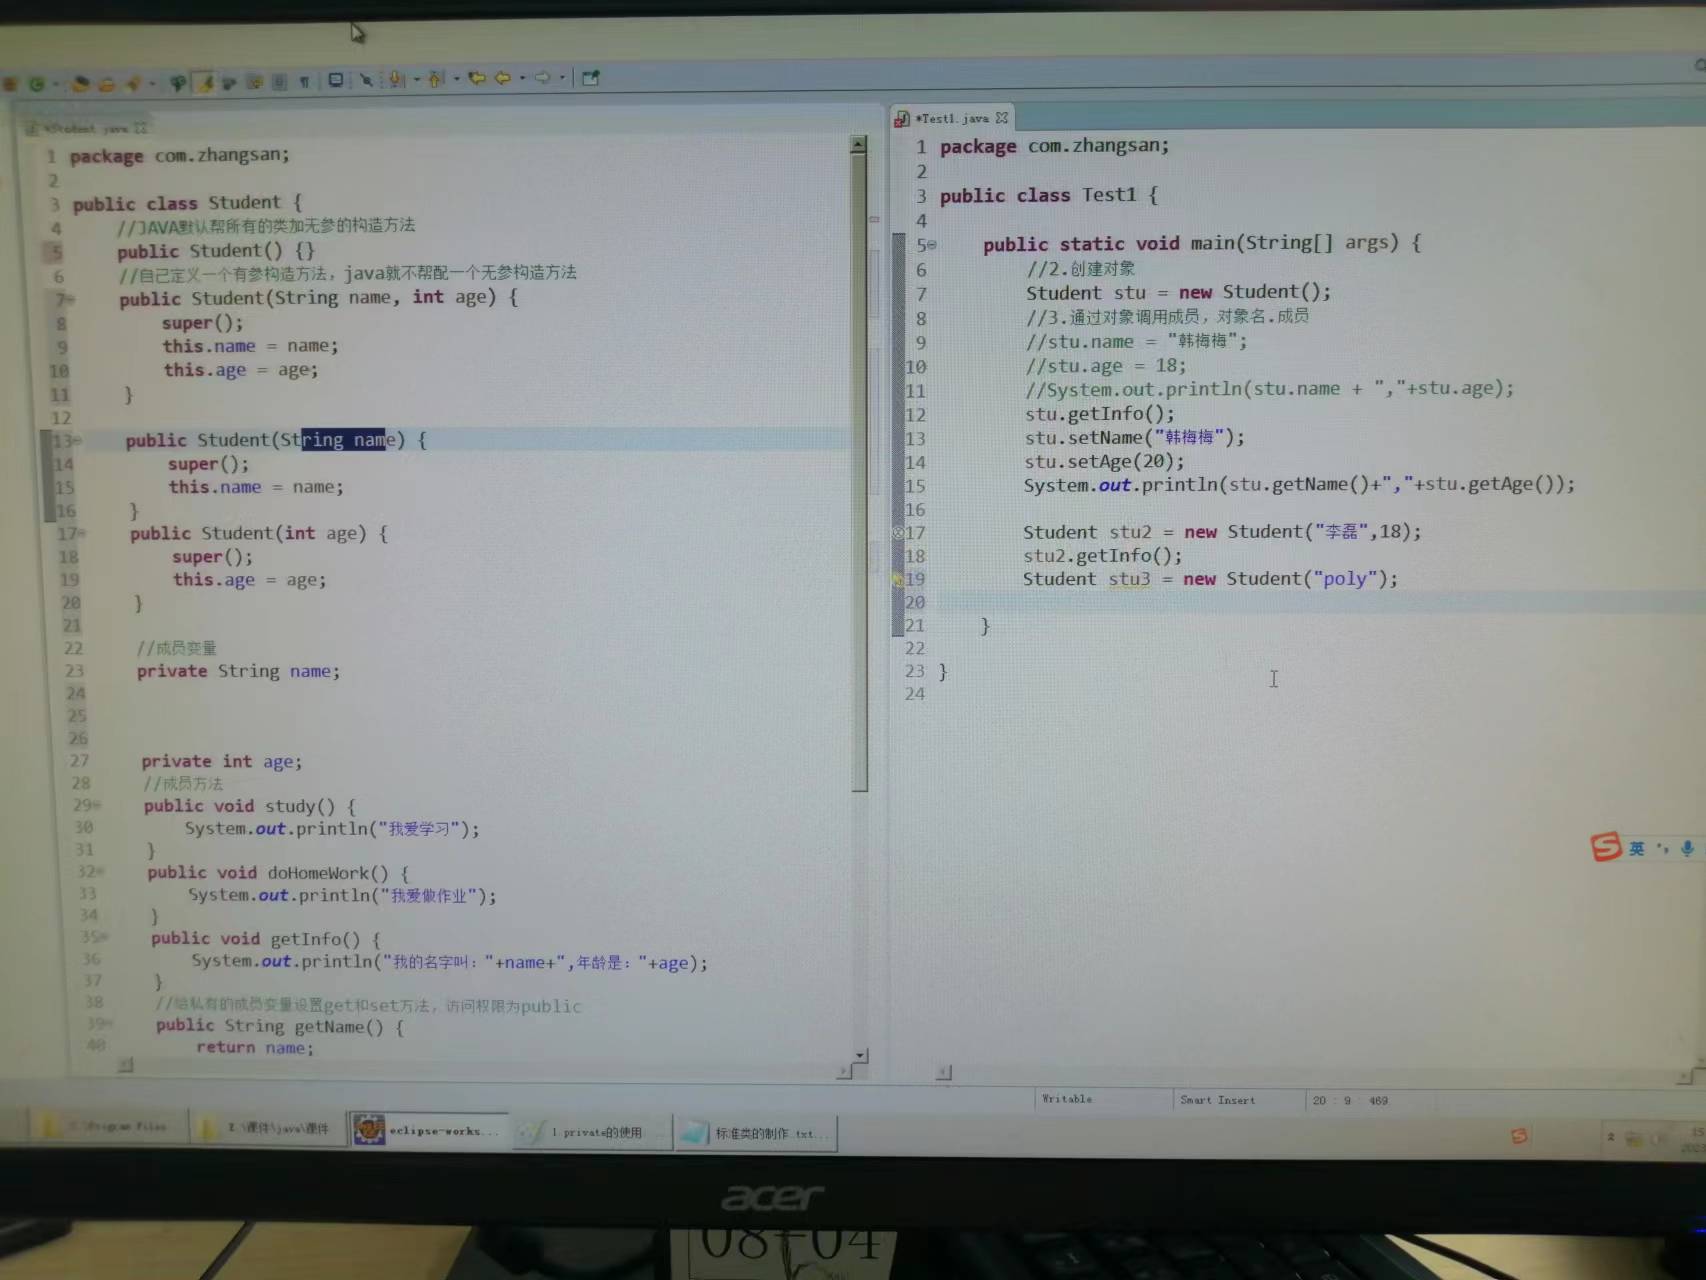 *Student.java
1 package com.zhangsan;
2
3 public class Student {
4 //JAVA默认帮所有的类加无参的构造方法
5 public Student() {}
6 //自己定义一个有参构造方法，java就不帮配一个无参构造方法
7 public Student(String name, int age) {
8 super();
9 this.name = name;
10 this.age = age;
11 }
12
13 public Student(String name) {
14 super();
15 this.name = name;
16 }
17 public Student(int age) {
18 super();
19 this.age = age;
20 }
21
22 //成员变量
23 private String name;
24
25
26
27 private int age;
28 //成员方法
29 public void study() {
30 System.out.println("我爱学习");
31 }
32 public void doHomeWork() {
33 System.out.println("我爱做作业");
34 }
35 public void getInfo() {
36 System.out.println("我的名字叫："+name+",年龄是："+age);
37 }
38 //给私有的成员变量设置get和set方法，访问权限为public
39 public String getName() {
40 return name;
*Test1.java
1 package com.zhangsan;
2
3 public class Test1 {
4
5 public static void main(String[] args) {
6 //2.创建对象
7 Student stu = new Student();
8 //3.通过对象调用成员，对象名.成员
9 //stu.name = "韩梅梅";
10 //stu.age = 18;
11 //System.out.println(stu.name + ","+stu.age);
12 stu.getInfo();
13 stu.setName("韩梅梅");
14 stu.setAge(20);
15 System.out.println(stu.getName()+","+stu.getAge());
16
17 Student stu2 = new Student("李磊",18);
18 stu2.getInfo();
19 Student stu3 = new Student("poly");
20
21 }
22
23 }
24
英
Writable
Smart Insert
20 : 9 : 469
Program Files
E:\课件\java\课件
eclipse-works...
1.private的使用
标准类的制作.txt...
acer
08-04